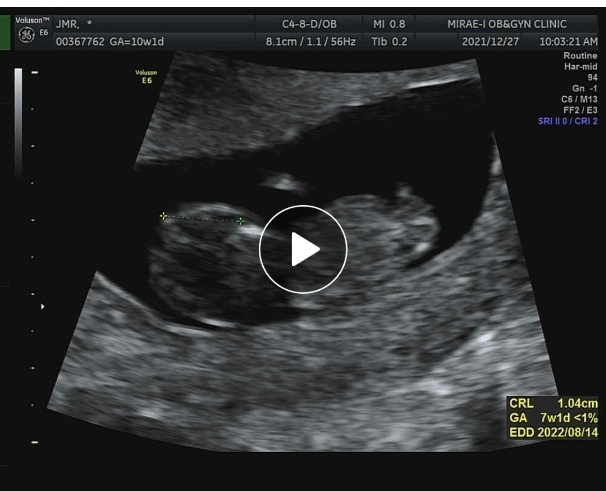 Voluson™
E6
JMR, *
C4-8-D/OB
MI 0.8
MIRAE-I OB&GYN CLINIC
00367762 GA=10w1d
8.1cm / 1.1 / 56Hz
TIb 0.2
2021/12/27
10:03:21 AM
Routine
Har-mid
94
Gn -1
C6 / M13
FF2 / E3
SRI II 0 / CRI 2
Voluson
E6
CRL 1.04cm
GA 7w1d <1%
EDD 2022/08/14